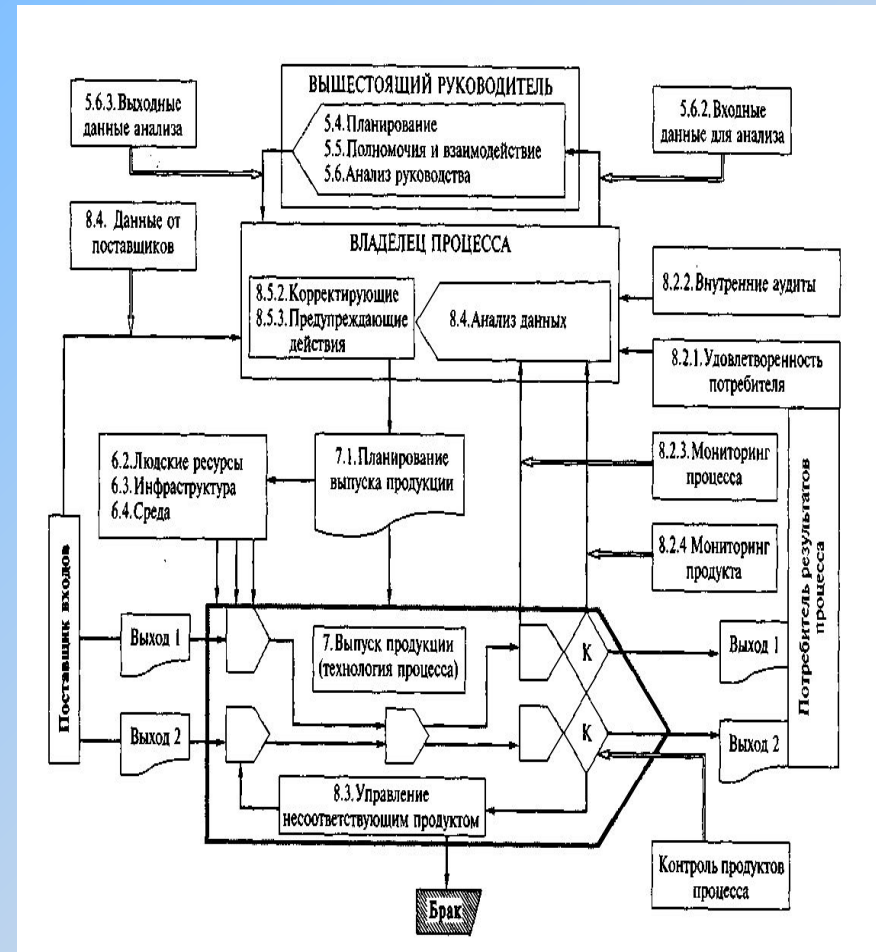 ВЫШЕСТОЯЩИЙ РУКОВОДИТЕЛЬ
5.4.Планирование
5.5.Полномочия и взаимодействие
5.6.Анализ руководства
5.6.3.Выходные
данные анализа
5.6.2.Входные
данные для анализа
8.4. Данные от
поставщиков
ВЛАДЕЛЕЦ ПРОЦЕССА
8.5.2.Корректирующие
8.5.3.Предупреждающие
действия
8.4.Анализ данных
8.2.2.Внутренние аудиты
8.2.1.Удовлетворенность
потребителя
6.2.Людские ресурсы
6.3.Инфраструктура
6.4.Среда
7.1.Планирование
выпуска продукции
8.2.3.Мониторинг
процесса
8.2.4 Мониторинг
продукта
Поставщик входов
Выход 1
Выход 2
7.Выпуск продукции
(технология процесса)
К
К
Выход 1
Выход 2
Потребитель результатов
процесса
8.3.Управление
несоответствующим продуктом
Контроль продуктов
процесса
Брак